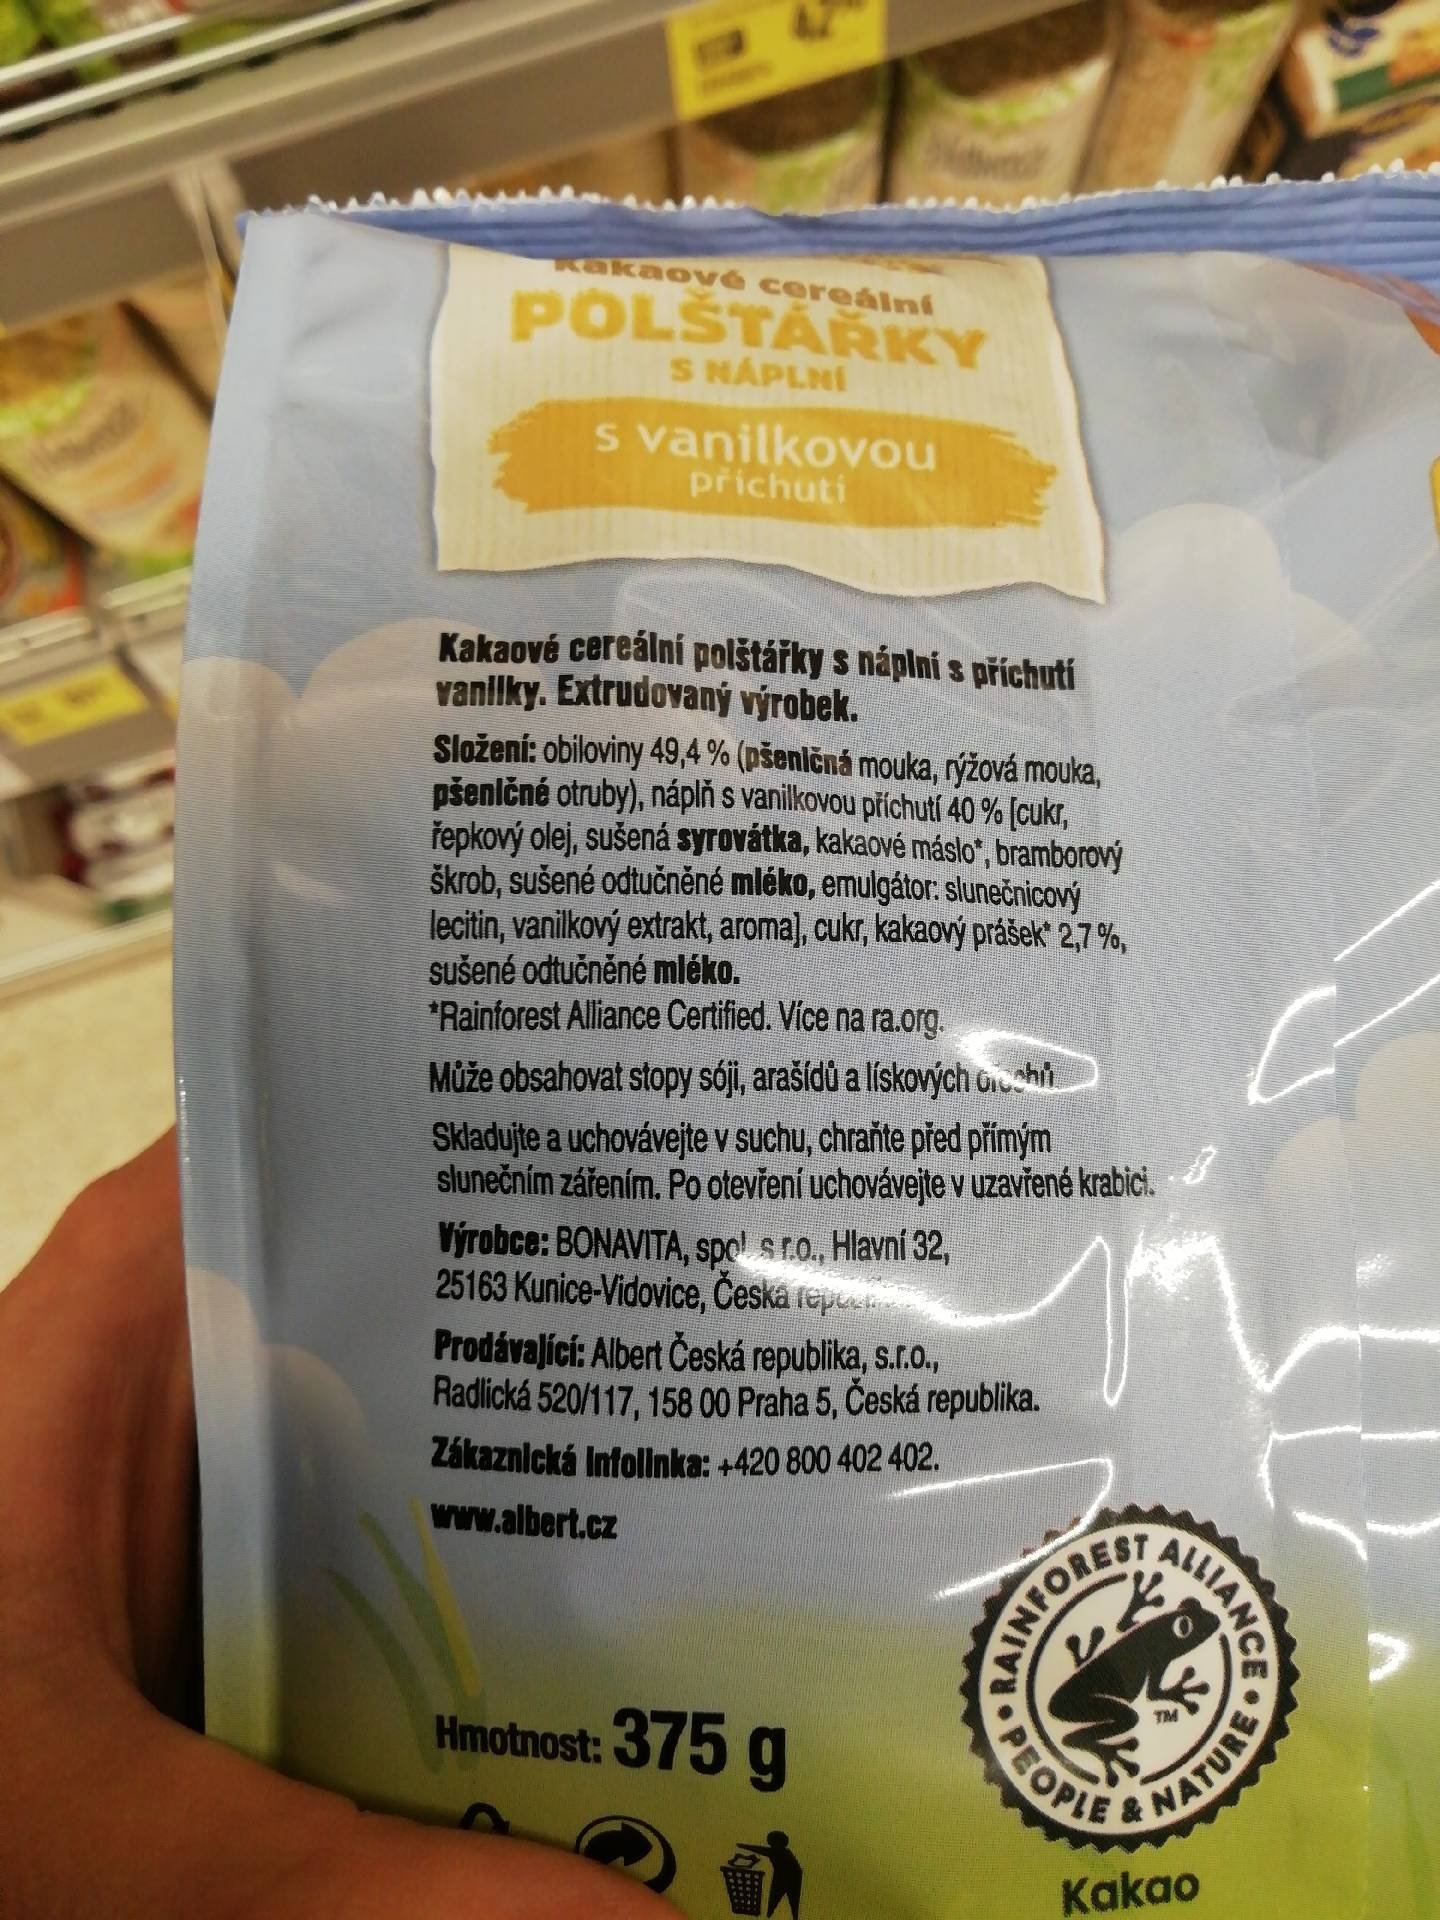 Kakaové cereální
POLŠTÁŘKY
S NÁPLNÍ
s vanilkovou
příchutí
Kakaové cereální polštářky s náplní s příchutí
vanilky. Extrudovaný výrobek.
Složení: obiloviny 49,4 % (pšeničná mouka, rýžová mouka,
pšeničné otruby), náplň s vanilkovou příchutí 40 % [cukr,
řepkový olej, sušená syrovátka, kakaové máslo*, bramborový
škrob, sušené odtučněné mléko, emulgátor: slunečnicový
lecitin, vanilkový extrakt, aroma], cukr, kakaový prášek* 2,7 %,
sušené odtučněné mléko.
*Rainforest Alliance Certified. Více na ra.org.
Může obsahovat stopy sóji, arašídů a lískových ořechů.
Skladujte a uchovávejte v suchu, chraňte před přímým
slunečním zářením. Po otevření uchovávejte v uzavřené krabici.
Výrobce: BONAVITA, spol. s r.o., Hlavní 32,
25163 Kunice-Vidovice, Česká republika.
Prodávající: Albert Česká republika, s.r.o.,
Radlická 520/117, 158 00 Praha 5, Česká republika.
Zákaznická Infolinka: +420 800 402 402.
www.albert.cz
RAINFOREST ALLIANCE
PEOPLE & NATURE
TM
Hmotnost: 375 g
Kakao